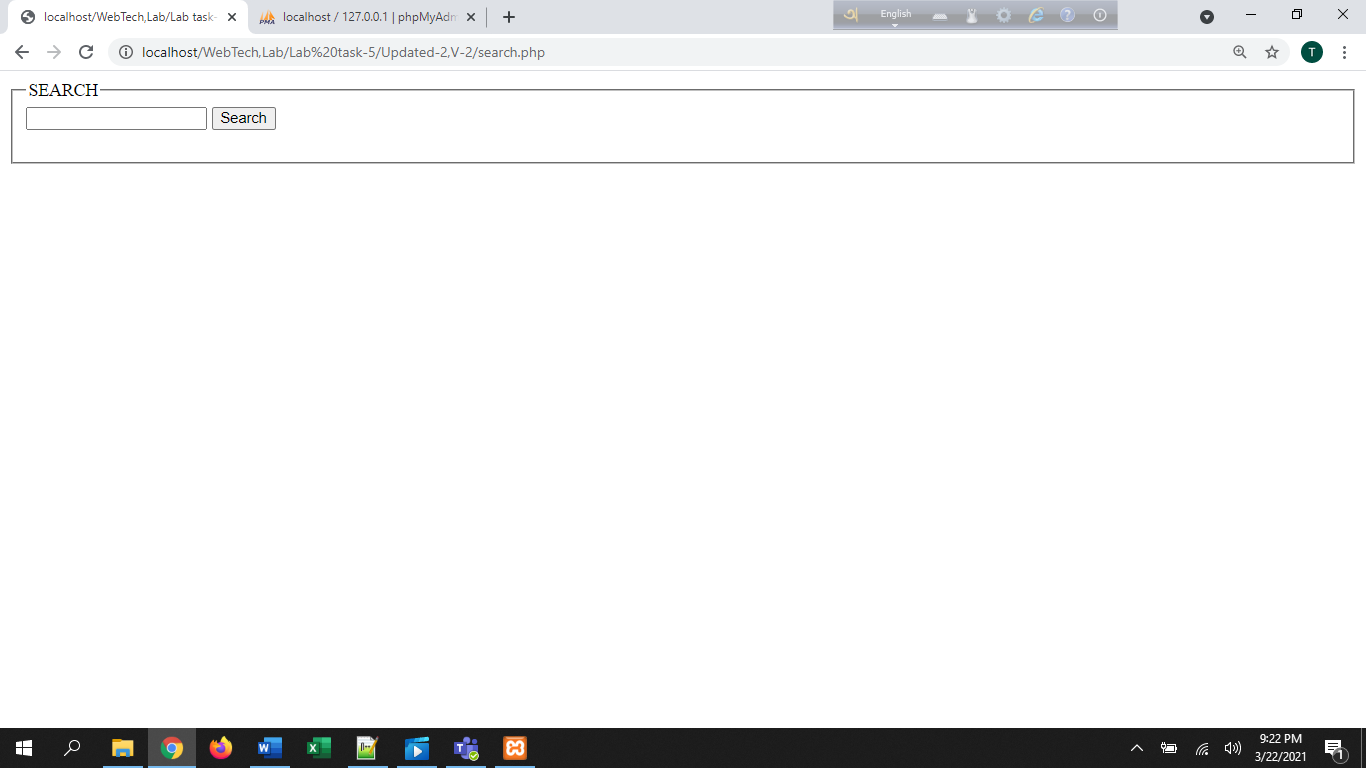 localhost/WebTech,Lab/Lab task-
localhost / 127.0.0.1 | phpMyAdm
English
localhost/WebTech,Lab/Lab%20task-5/Updated-2,V-2/search.php
T
SEARCH
Search
9:22 PM
3/22/2021
1